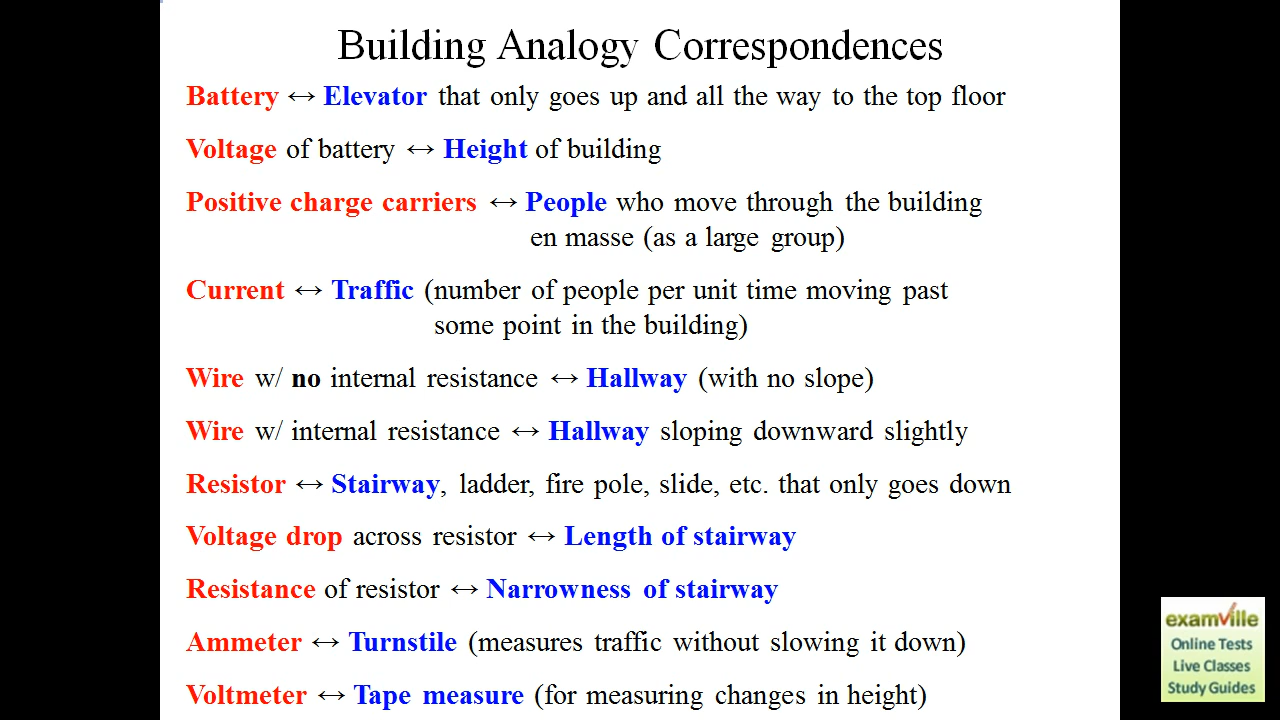 Building Analogy Correspondences
Battery ↔ Elevator that only goes up and all the way to the top floor
Voltage of battery ↔ Height of building
Positive charge carriers ↔ People who move through the building
en masse (as a large group)
Current ↔ Traffic (number of people per unit time moving past
some point in the building)
Wire w/ no internal resistance ↔ Hallway (with no slope)
Wire w/ internal resistance ↔ Hallway sloping downward slightly
Resistor ↔ Stairway, ladder, fire pole, slide, etc. that only goes down
Voltage drop across resistor ↔ Length of stairway
Resistance of resistor ↔ Narrowness of stairway
Ammeter ↔ Turnstile (measures traffic without slowing it down)
Voltmeter ↔ Tape measure (for measuring changes in height)
examville
Online Tests
Live Classes
Study Guides